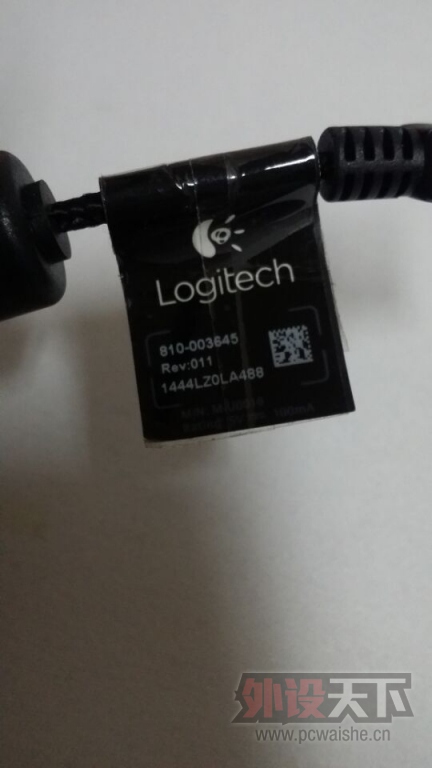 Logitech
810-003645
Rev:011
1444LZ0LA488
外设天下
www.pcwaishe.cn